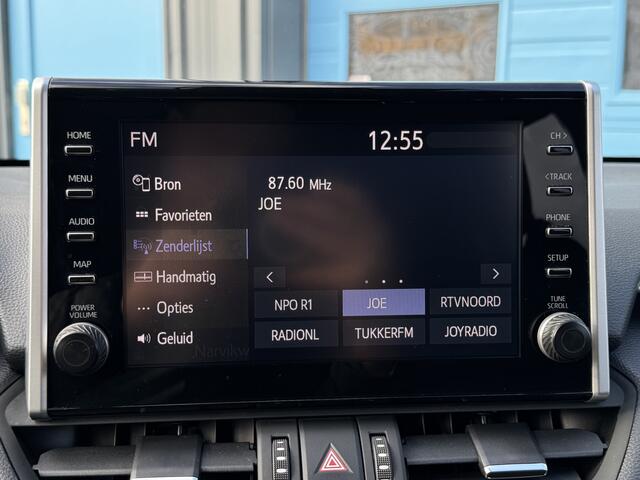 HOME
MENU
AUDIO
MAP
POWER
VOLUME
FM 12:55
Bron
Favorieten
Zenderlijst
Handmatig
Opties
Geluid
87.60 MHz
JOE
< >
NPO R1 JOE RTVNOORD
RADIONL TUKKERFM JOYRADIO
CH >
<TRACK
PHONE
SETUP
TUNE
SCROLL